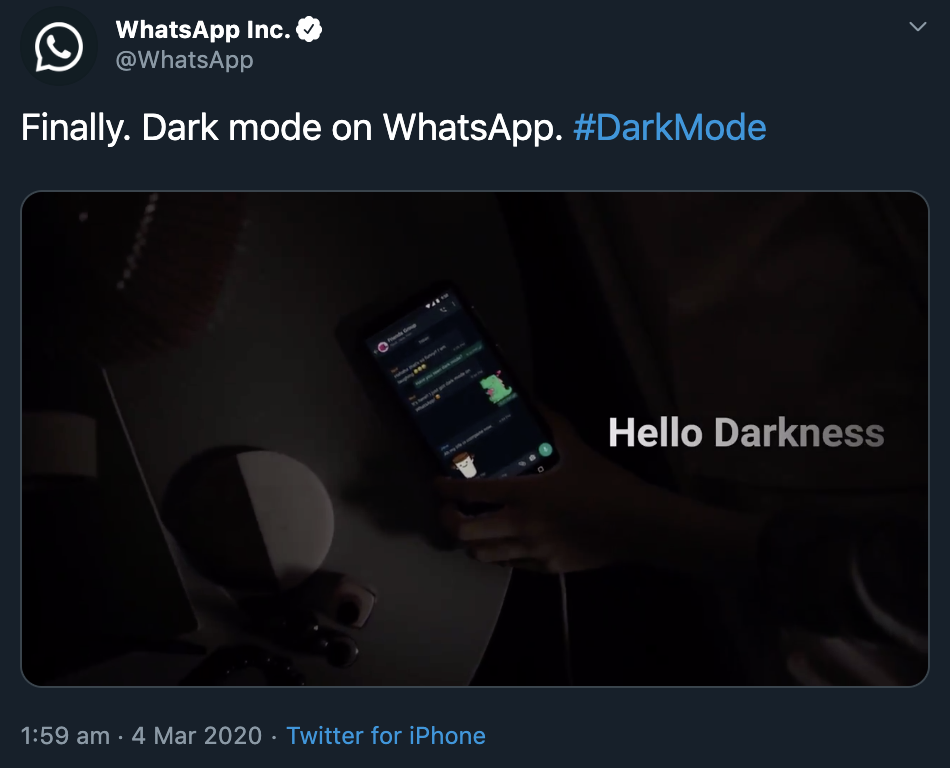 WhatsApp Inc.
@WhatsApp
Finally. Dark mode on WhatsApp. #DarkMode
Hello Darkness
1:59 am · 4 Mar 2020 · Twitter for iPhone